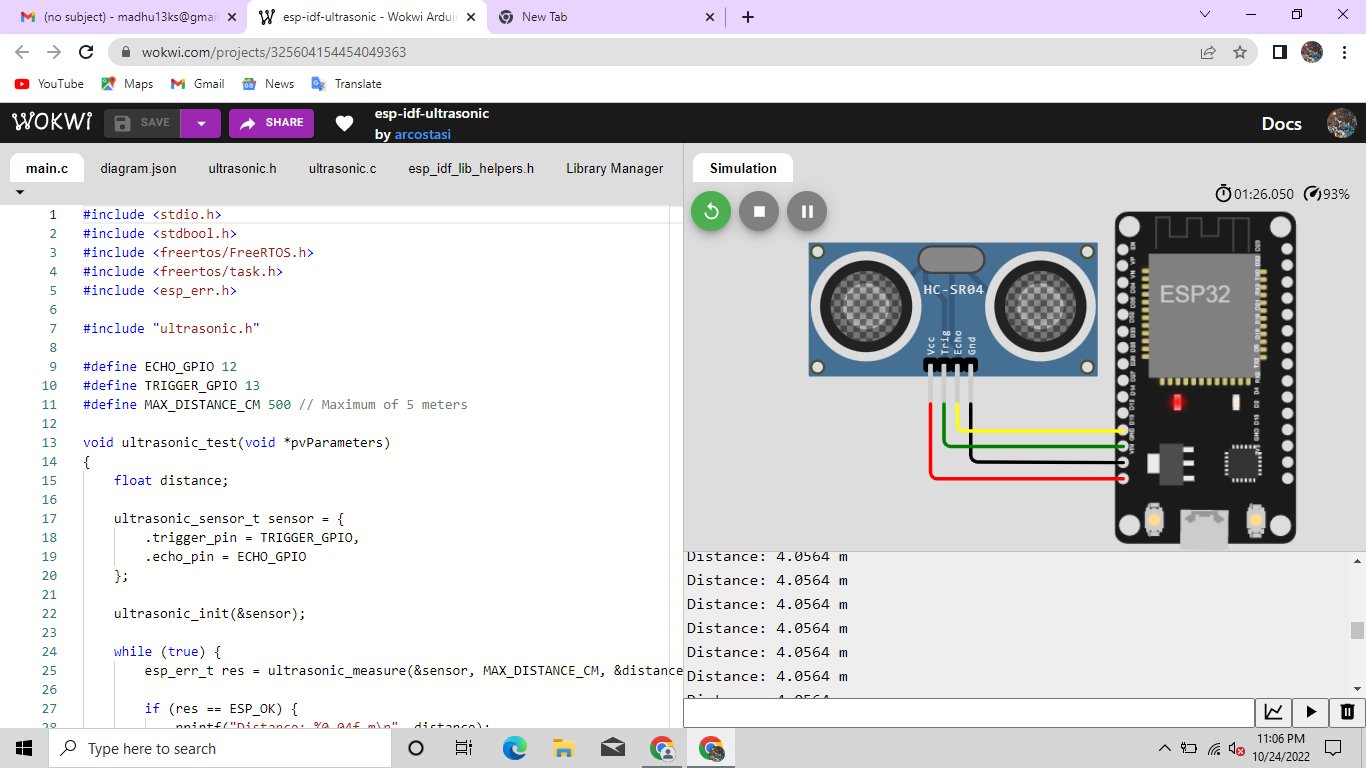 (no subject) - madhu13ks@gmai
esp-idf-ultrasonic - Wokwi Ardui
New Tab
wokwi.com/projects/325604154454049363
YouTube
Maps
Gmail
News
Translate
WOKWI
SAVE
SHARE
esp-idf-ultrasonic
by arcostasi
Docs
main.c
diagram.json
ultrasonic.h
ultrasonic.c
esp_idf_lib_helpers.h
Library Manager
1 #include <stdio.h>
2 #include <stdbool.h>
3 #include <freertos/FreeRTOS.h>
4 #include <freertos/task.h>
5 #include <esp_err.h>
6
7 #include "ultrasonic.h"
8
9 #define ECHO_GPIO 12
10 #define TRIGGER_GPIO 13
11 #define MAX_DISTANCE_CM 500 // Maximum of 5 meters
12
13 void ultrasonic_test(void *pvParameters)
14 {
15 float distance;
16
17 ultrasonic_sensor_t sensor = {
18 .trigger_pin = TRIGGER_GPIO,
19 .echo_pin = ECHO_GPIO
20 };
21
22 ultrasonic_init(&sensor);
23
24 while (true) {
25 esp_err_t res = ultrasonic_measure(&sensor, MAX_DISTANCE_CM, &distance
26
27 if (res == ESP_OK) {
28 printf("Distance: %0.04f m\n", distance);
Simulation
01:26.050
93%
HC-SR04
Vcc
Trig
Echo
Gnd
ESP32
Distance: 4.0564 m
Distance: 4.0564 m
Distance: 4.0564 m
Distance: 4.0564 m
Distance: 4.0564 m
Distance: 4.0564 m
Type here to search
11:06 PM
10/24/2022